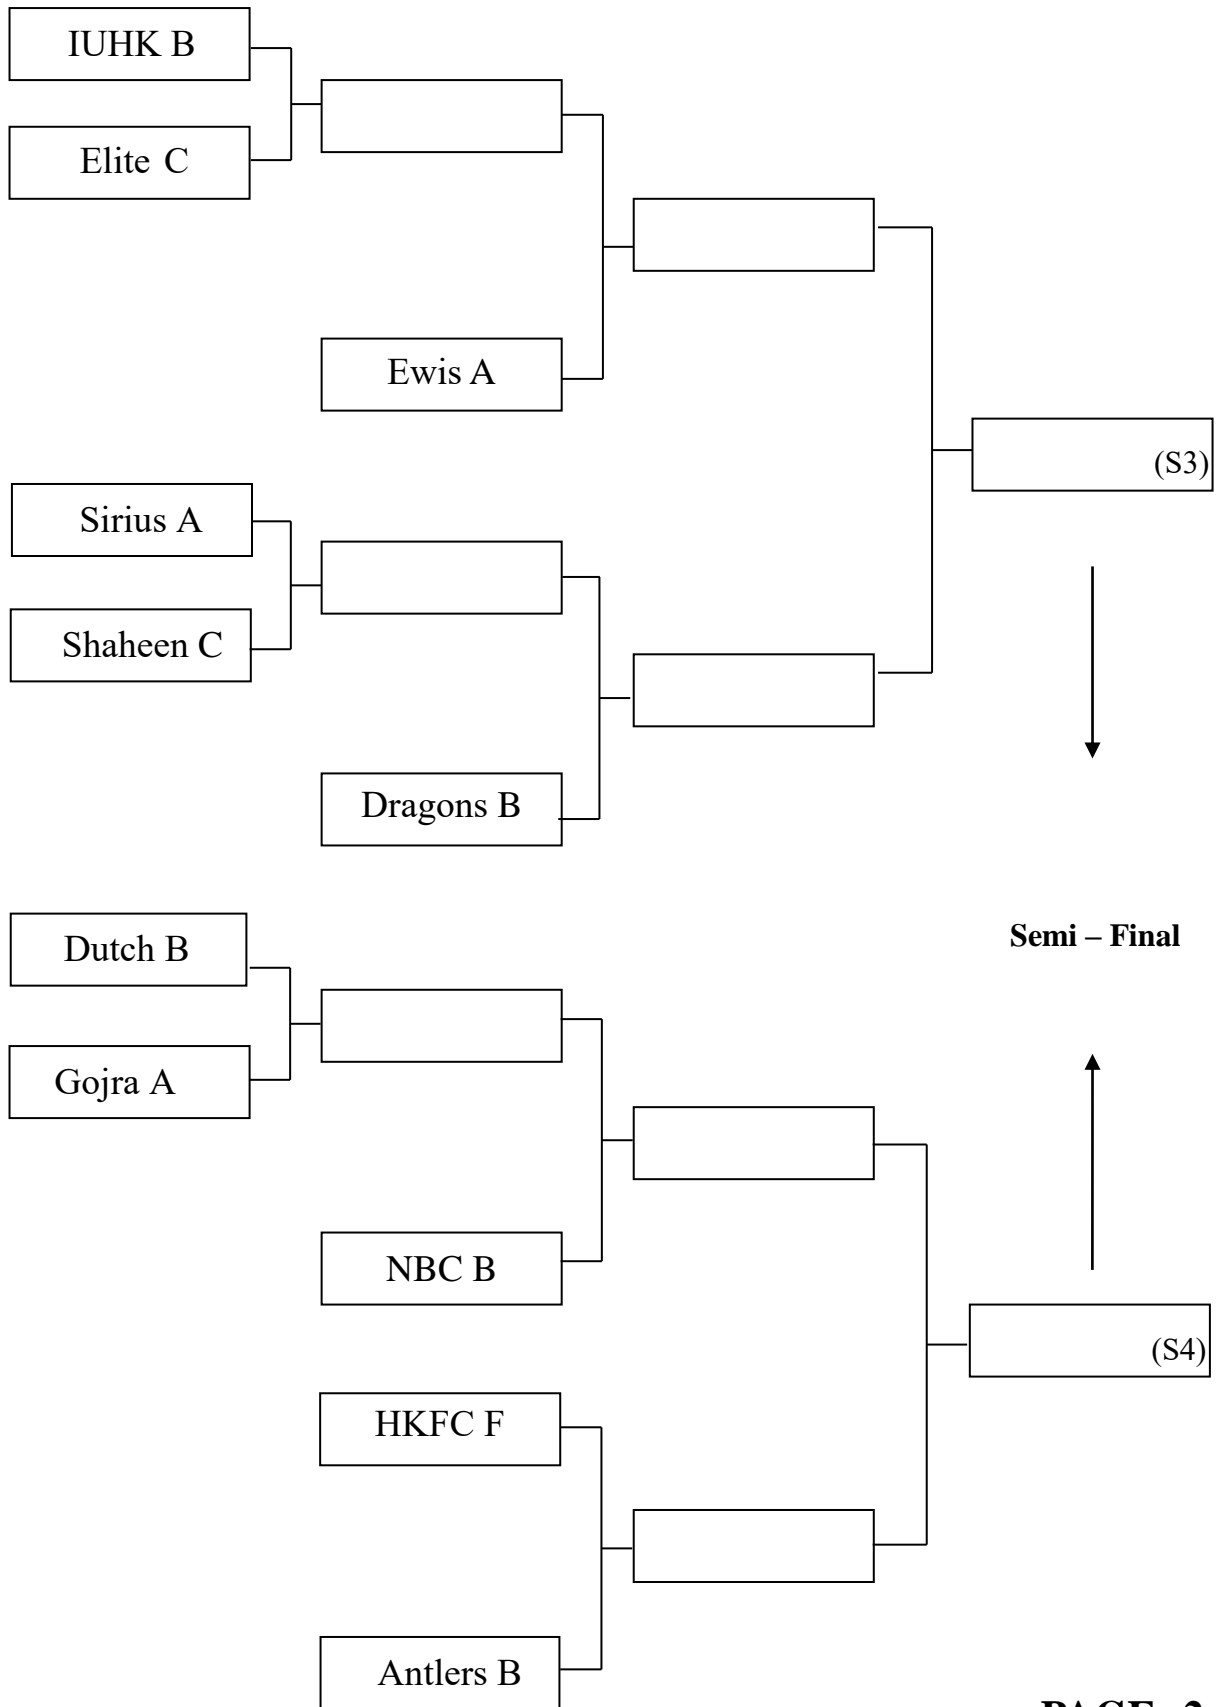 IUHK B
Elite C
Ewis A
(S3)
Sirius A
Shaheen C
Dragons B
Dutch B
Semi – Final
Gojra A
NBC B
(S4)
HKFC F
Antlers B